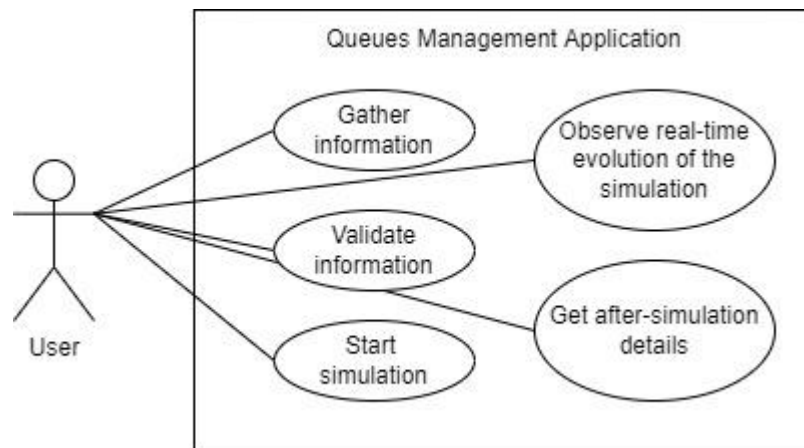 Queues Management Application
Gather
information
Observe real-time
evolution of the
simulation
Validate
information
Get after-simulation
details
Start
simulation
User